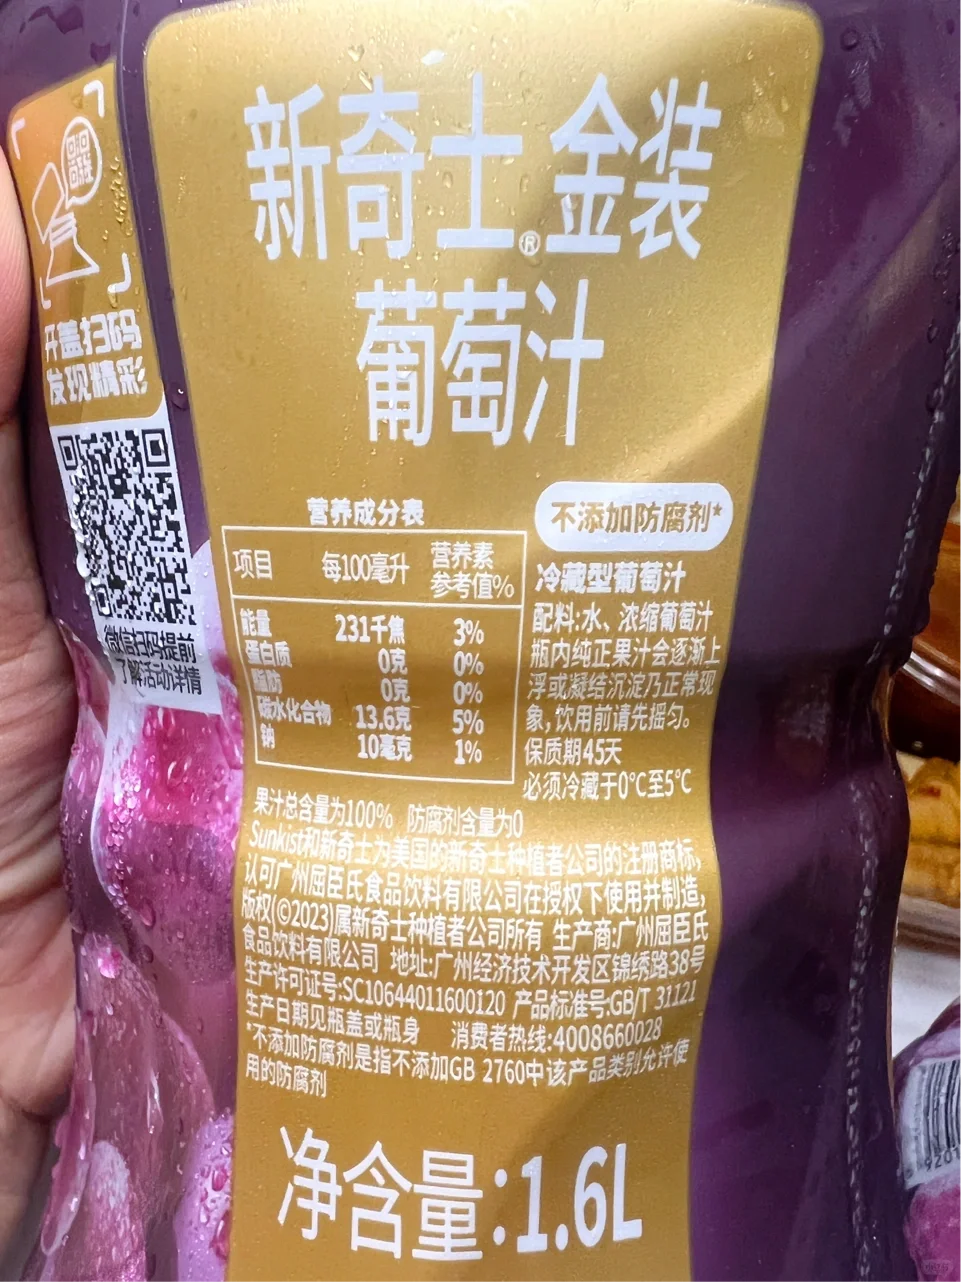 新奇士®金装
葡萄汁
开盖扫码
发现精彩
微信扫码提前
了解活动详情
营养成分表
项目 每100毫升 营养素参考值%
能量 231千焦 3%
蛋白质 0克 0%
脂肪 0克 0%
碳水化合物 13.6克 5%
钠 10毫克 1%
不添加防腐剂*
冷藏型葡萄汁
配料:水、浓缩葡萄汁
瓶内纯正果汁会逐渐上
浮或凝结沉淀乃正常现
象,饮用前请先摇匀。
保质期45天
必须冷藏于0℃至5℃
果汁总含量为100% 防腐剂含量为0
Sunkist和新奇士为美国的新奇士种植者公司的注册商标,
认可广州屈臣氏食品饮料有限公司在授权下使用并制造,
版权(©2023)属新奇士种植者公司所有 生产商:广州屈臣氏
食品饮料有限公司 地址:广州经济技术开发区锦绣路38号
生产许可证号:SC10644011600120 产品标准号:GB/T 31121
生产日期见瓶盖或瓶身 消费者热线:4008660028
*不添加防腐剂是指不添加GB 2760中该产品类别允许使
用的防腐剂
净含量:1.6L